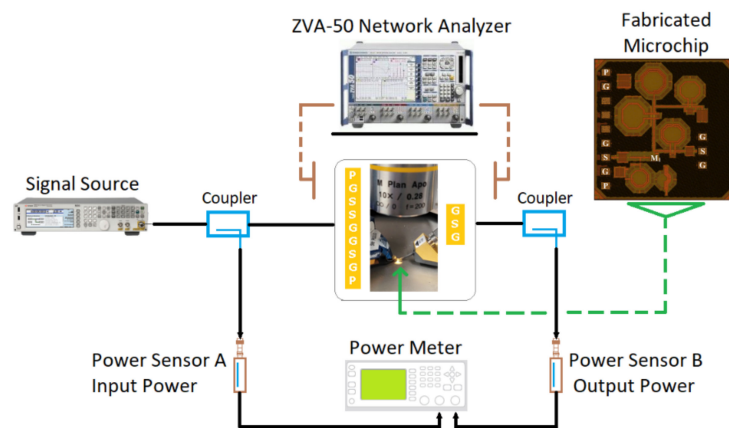 ZVA-50 Network Analyzer
Fabricated
Microchip
P
G
G
S
G
P
G
S
G
M₁
Signal Source
Coupler
P
G
S
S
G
G
S
G
P
M Plan Apo
10X / 0.28
G
S
G
Coupler
Power Sensor A
Input Power
Power Meter
Power Sensor B
Output Power